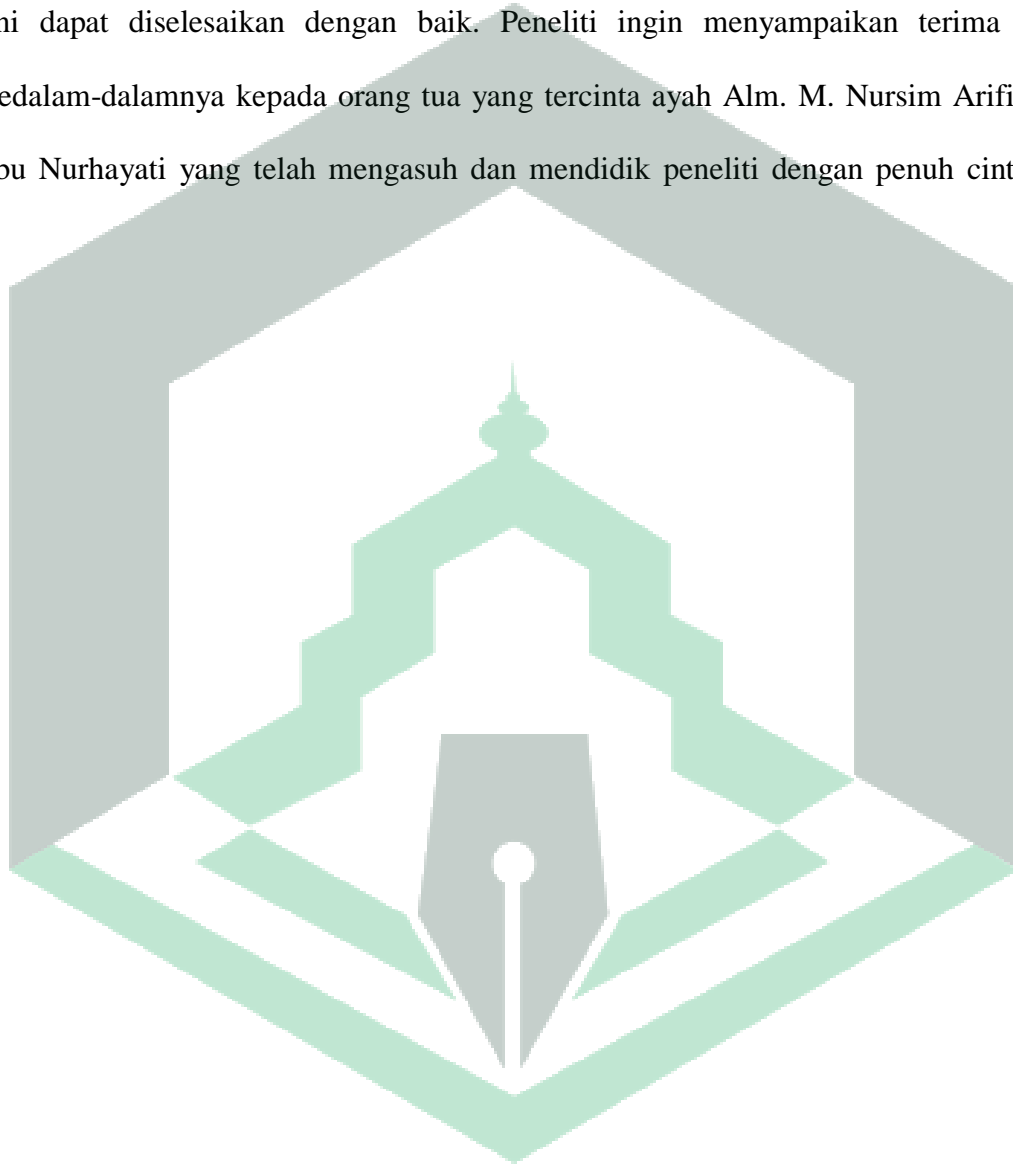 ni dapat diselesaikan dengan baik. Peneliti ingin menyampaikan terima
edalam-dalamnya kepada orang tua yang tercinta ayah Alm. M. Nursim Arifi
bu Nurhayati yang telah mengasuh dan mendidik peneliti dengan penuh cint